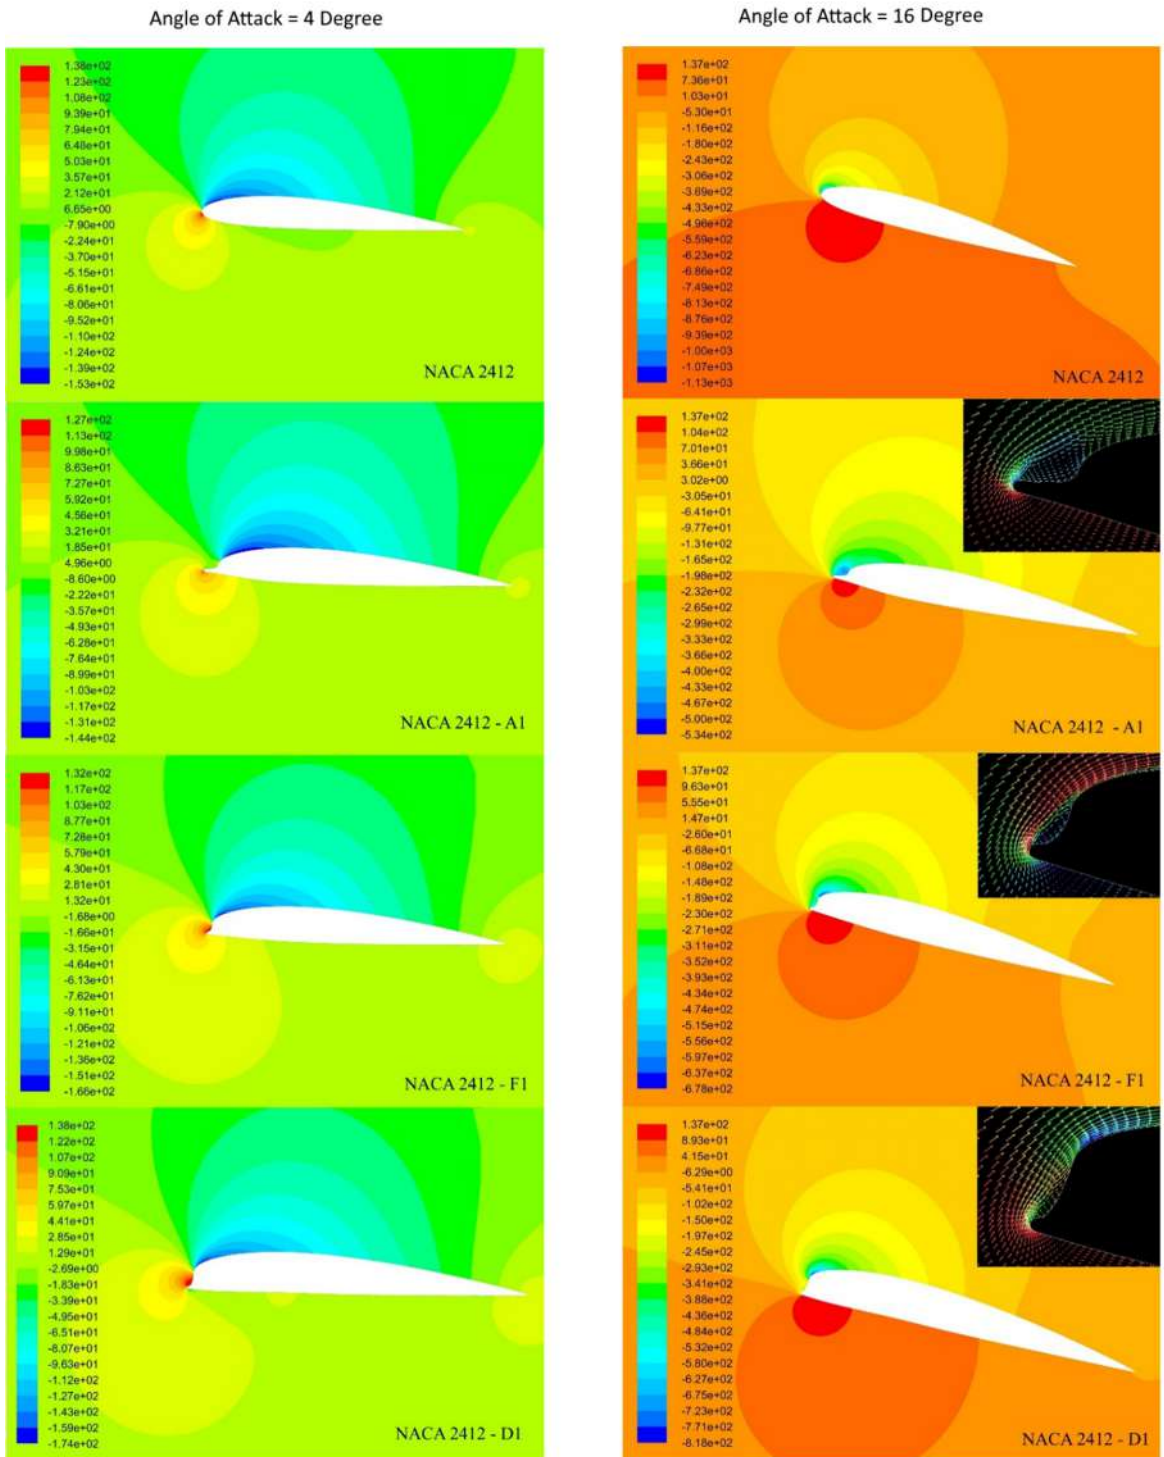 Angle of Attack = 4 Degree
Angle of Attack = 16 Degree
1.38e+02
1.23e+02
1.08e+02
9.39e+01
7.94e+01
6.48e+01
5.03e+01
3.57e+01
2.12e+01
6.65e+00
-7.90e+00
-2.24e+01
-3.70e+01
-5.15e+01
-6.61e+01
-8.06e+01
-9.52e+01
-1.10e+02
-1.24e+02
-1.39e+02
-1.53e+02
NACA 2412
1.37e+02
7.36e+01
1.03e+01
-5.30e+01
-1.16e+02
-1.80e+02
-2.43e+02
-3.06e+02
-3.69e+02
-4.33e+02
-4.96e+02
-5.59e+02
-6.23e+02
-6.86e+02
-7.49e+02
-8.13e+02
-8.76e+02
-9.39e+02
-1.00e+03
-1.07e+03
-1.13e+03
NACA 2412
1.27e+02
1.13e+02
9.98e+01
8.63e+01
7.27e+01
5.92e+01
4.56e+01
3.21e+01
1.85e+01
4.96e+00
-8.60e+00
-2.22e+01
-3.57e+01
-4.93e+01
-6.28e+01
-7.64e+01
-8.99e+01
-1.03e+02
-1.17e+02
-1.31e+02
-1.44e+02
NACA 2412 - A1
1.37e+02
1.04e+02
7.01e+01
3.66e+01
3.02e+00
-3.05e+01
-6.41e+01
-9.77e+01
-1.31e+02
-1.65e+02
-1.98e+02
-2.32e+02
-2.65e+02
-2.99e+02
-3.33e+02
-3.66e+02
-4.00e+02
-4.33e+02
-4.67e+02
-5.00e+02
-5.34e+02
NACA 2412 - A1
1.32e+02
1.17e+02
1.03e+02
8.77e+01
7.28e+01
5.79e+01
4.30e+01
2.81e+01
1.32e+01
-1.68e+00
-1.66e+01
-3.15e+01
-4.64e+01
-6.13e+01
-7.62e+01
-9.11e+01
-1.06e+02
-1.21e+02
-1.36e+02
-1.51e+02
-1.66e+02
NACA 2412 - F1
1.37e+02
9.63e+01
5.55e+01
1.47e+01
-2.60e+01
-6.68e+01
-1.08e+02
-1.48e+02
-1.89e+02
-2.30e+02
-2.71e+02
-3.11e+02
-3.52e+02
-3.93e+02
-4.34e+02
-4.74e+02
-5.15e+02
-5.56e+02
-5.97e+02
-6.37e+02
-6.78e+02
NACA 2412 - F1
1.38e+02
1.22e+02
1.07e+02
9.09e+01
7.53e+01
5.97e+01
4.41e+01
2.85e+01
1.29e+01
-2.69e+00
-1.83e+01
-3.39e+01
-4.95e+01
-6.51e+01
-8.07e+01
-9.63e+01
-1.12e+02
-1.27e+02
-1.43e+02
-1.59e+02
-1.74e+02
NACA 2412 - D1
1.37e+02
8.93e+01
4.15e+01
-6.29e+00
-5.41e+01
-1.02e+02
-1.50e+02
-1.97e+02
-2.45e+02
-2.93e+02
-3.41e+02
-3.88e+02
-4.36e+02
-4.84e+02
-5.32e+02
-5.80e+02
-6.27e+02
-6.75e+02
-7.23e+02
-7.71e+02
-8.18e+02
NACA 2412 - D1